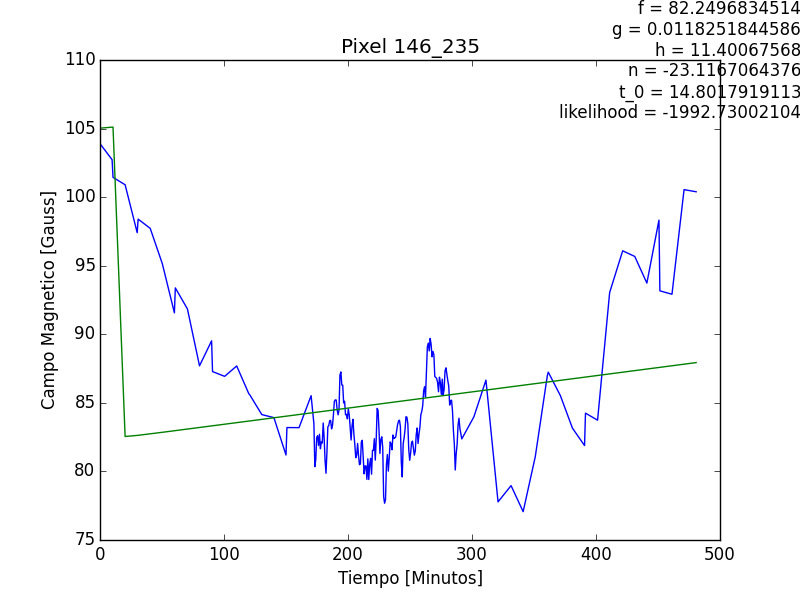 f = 82.2496834514
g = 0.0118251844586
h = 11.40067568
n = -23.1167064376
t_0 = 14.8017919113
likelihood = -1992.73002104
Pixel 146_235
110
105
100
95
90
85
80
75
Campo Magnetico [Gauss]
0 100 200 300 400 500
Tiempo [Minutos]